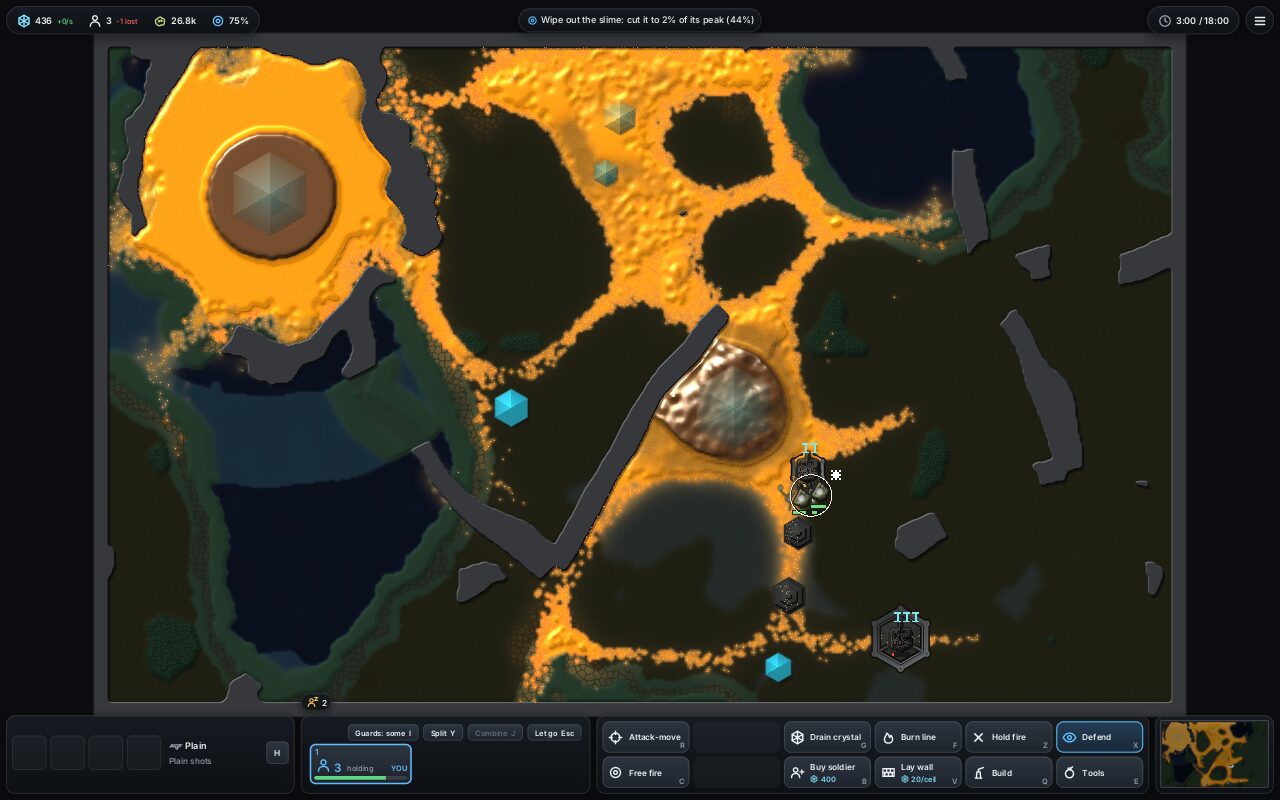 436 +0/s
3 -1 lost
26.8k
75%
Wipe out the slime: cut it to 2% of its peak (44%)
3:00 / 18:00
II
III
2
Plain
Plain shots
H
Guards: some I
Split Y
Combine J
Let go Esc
1
3 holding YOU
Attack-move R
Drain crystal G
Burn line F
Hold fire Z
Defend X
Free fire C
Buy soldier 400 B
Lay wall 20/cell V
Build Q
Tools E